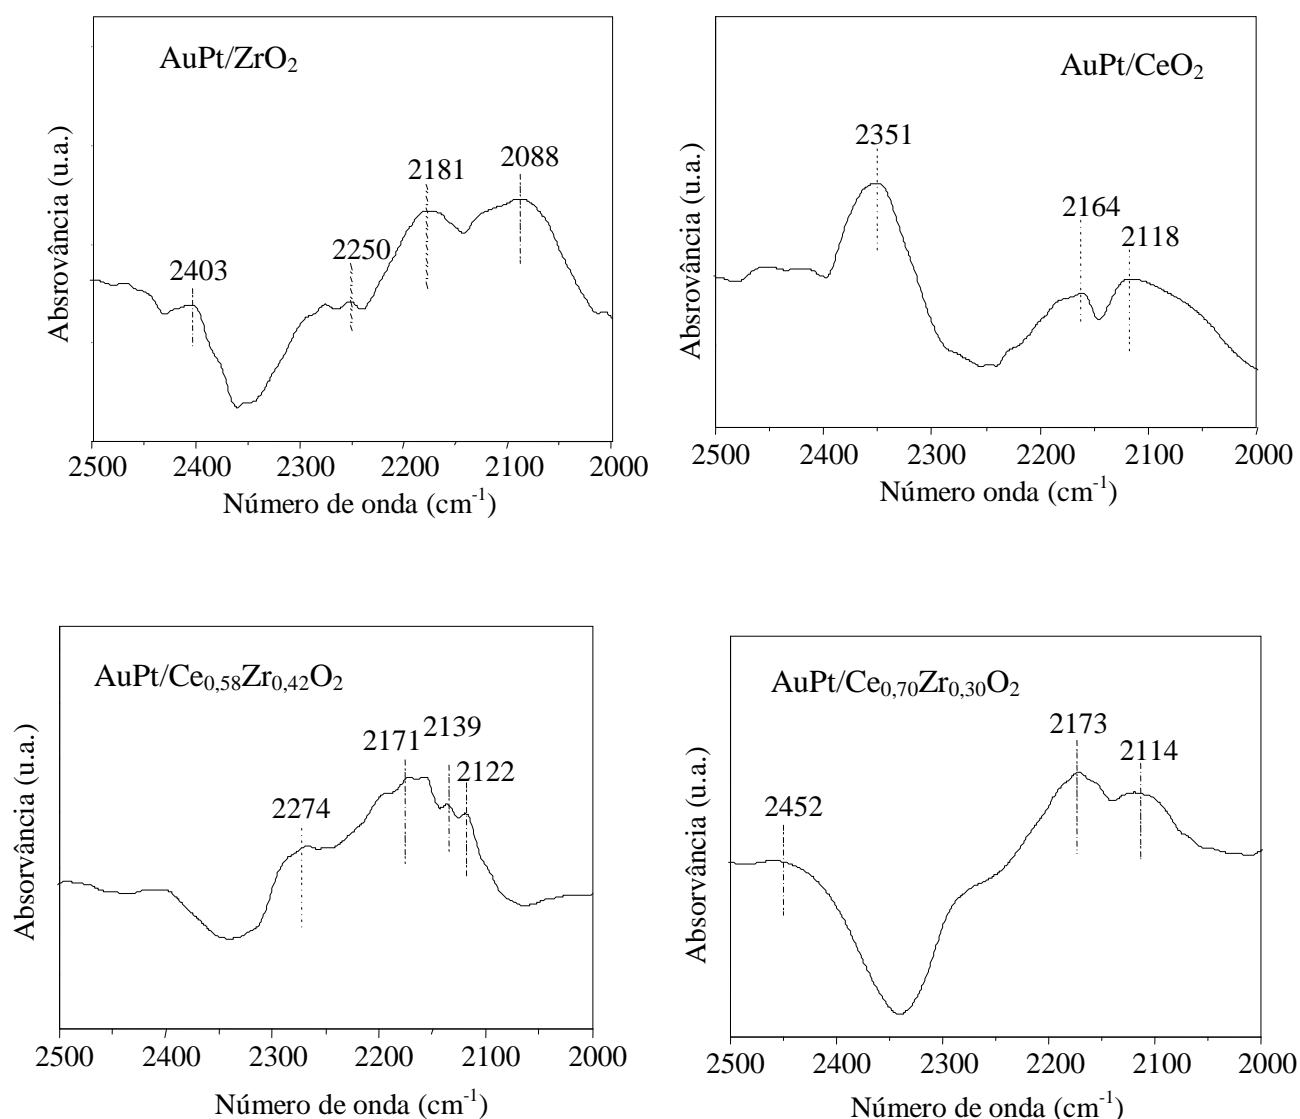 AuPt/ZrO₂
2403
2250
2181
2088
Absrovância (u.a.)
2500 2400 2300 2200 2100 2000
Número de onda (cm⁻¹)
AuPt/CeO₂
2351
2164
2118
Absrovância (u.a.)
2500 2400 2300 2200 2100 2000
Número onda (cm⁻¹)
AuPt/Ce₀,₅₈Zr₀,₄₂O₂
2274
2171
2139
2122
Absorvância (u.a.)
2500 2400 2300 2200 2100 2000
Número de onda (cm⁻¹)
AuPt/Ce₀,₇₀Zr₀,₃₀O₂
2452
2173
2114
Absorvância (u.a.)
2500 2400 2300 2200 2100 2000
Número de onda (cm⁻¹)